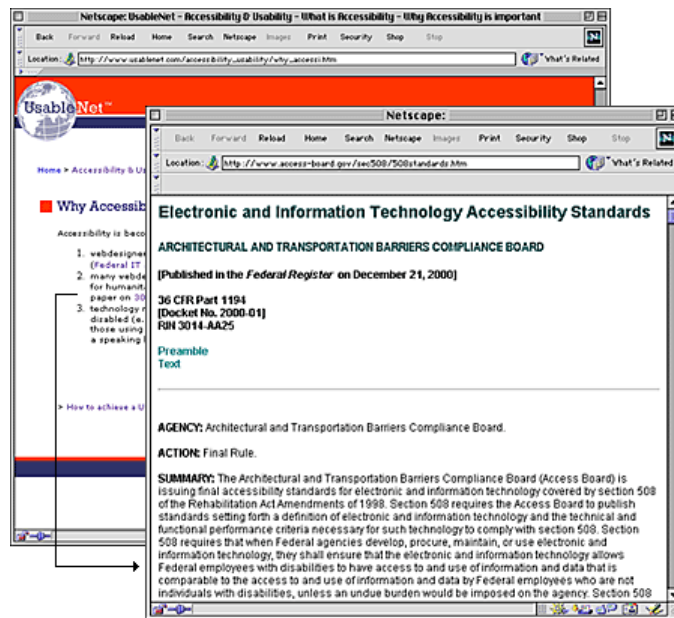 Netscape: UsableNet - Accessibility & Usability - What is Accessibility - Why Accessibility is important
Back Forward Reload Home Search Netscape Images Print Security Shop Stop
Location: http://www.usablenet.com/accessibility_usability/why_accessi.htm What's Related
UsableNet™
Home > Accessibility & Us
Why Accessib
Accessibility is beco
1. webdesigne
(Federal IT
2. many webde
for humanit
paper on 30
3. technology r
disabled (e.
those using
a speaking
> How to achieve a U
Netscape:
Back Forward Reload Home Search Netscape Images Print Security Shop Stop
Location: http://www.access-board.gov/sec508/508standards.htm What's Related
Electronic and Information Technology Accessibility Standards
ARCHITECTURAL AND TRANSPORTATION BARRIERS COMPLIANCE BOARD
[Published in the Federal Register on December 21, 2000]
36 CFR Part 1194
[Docket No. 2000-01]
RIN 3014-AA25
Preamble
Text
AGENCY: Architectural and Transportation Barriers Compliance Board.
ACTION: Final Rule.
SUMMARY: The Architectural and Transportation Barriers Compliance Board (Access Board) is
issuing final accessibility standards for electronic and information technology covered by section 508
of the Rehabilitation Act Amendments of 1998. Section 508 requires the Access Board to publish
standards setting forth a definition of electronic and information technology and the technical and
functional performance criteria necessary for such technology to comply with section 508. Section
508 requires that when Federal agencies develop, procure, maintain, or use electronic and
information technology, they shall ensure that the electronic and information technology allows
Federal employees with disabilities to have access to and use of information and data that is
comparable to the access to and use of information and data by Federal employees who are not
individuals with disabilities, unless an undue burden would be imposed on the agency. Section 508